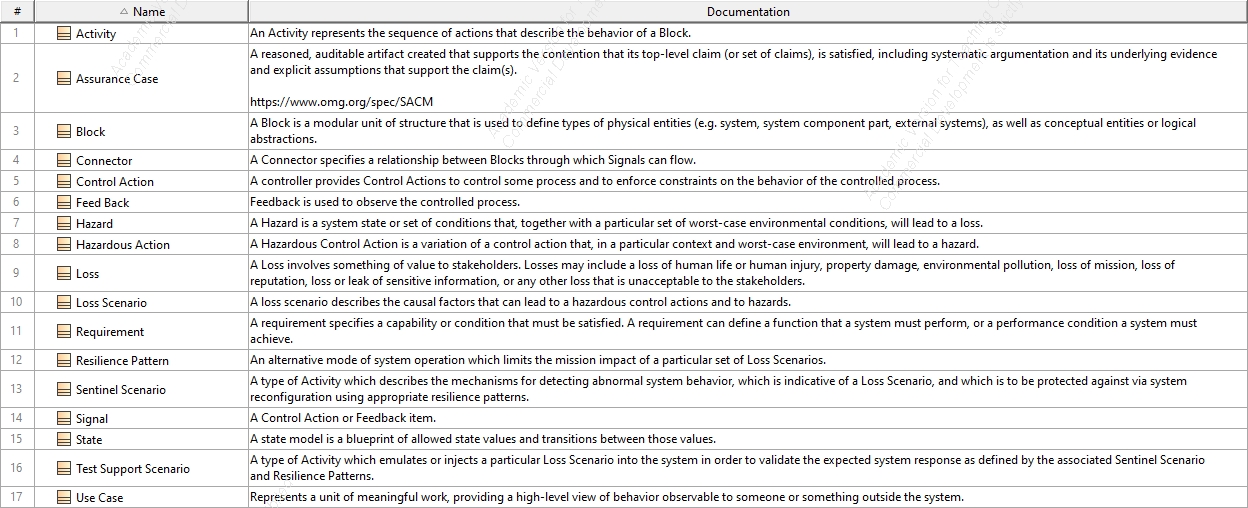 # Name Documentation
1 Activity An Activity represents the sequence of actions that describe the behavior of a Block.
2 Assurance Case A reasoned, auditable artifact created that supports the contention that its top-level claim (or set of claims), is satisfied, including systematic argumentation and its underlying evidence
and explicit assumptions that support the claim(s).
https://www.omg.org/spec/SACM
3 Block A Block is a modular unit of structure that is used to define types of physical entities (e.g. system, system component part, external systems), as well as conceptual entities or logical
abstractions.
4 Connector A Connector specifies a relationship between Blocks through which Signals can flow.
5 Control Action A controller provides Control Actions to control some process and to enforce constraints on the behavior of the controlled process.
6 Feed Back Feedback is used to observe the controlled process.
7 Hazard A Hazard is a system state or set of conditions that, together with a particular set of worst-case environmental conditions, will lead to a loss.
8 Hazardous Action A Hazardous Control Action is a variation of a control action that, in a particular context and worst-case environment, will lead to a hazard.
9 Loss A Loss involves something of value to stakeholders. Losses may include a loss of human life or human injury, property damage, environmental pollution, loss of mission, loss of
reputation, loss or leak of sensitive information, or any other loss that is unacceptable to the stakeholders.
10 Loss Scenario A loss scenario describes the causal factors that can lead to a hazardous control actions and to hazards.
11 Requirement A requirement specifies a capability or condition that must be satisfied. A requirement can define a function that a system must perform, or a performance condition a system must
achieve.
12 Resilience Pattern An alternative mode of system operation which limits the mission impact of a particular set of Loss Scenarios.
13 Sentinel Scenario A type of Activity which describes the mechanisms for detecting abnormal system behavior, which is indicative of a Loss Scenario, and which is to be protected against via system
reconfiguration using appropriate resilience patterns.
14 Signal A Control Action or Feedback item.
15 State A state model is a blueprint of allowed state values and transitions between those values.
16 Test Support Scenario A type of Activity which emulates or injects a particular Loss Scenario into the system in order to validate the expected system response as defined by the associated Sentinel Scenario
and Resilience Patterns.
17 Use Case Represents a unit of meaningful work, providing a high-level view of behavior observable to someone or something outside the system.